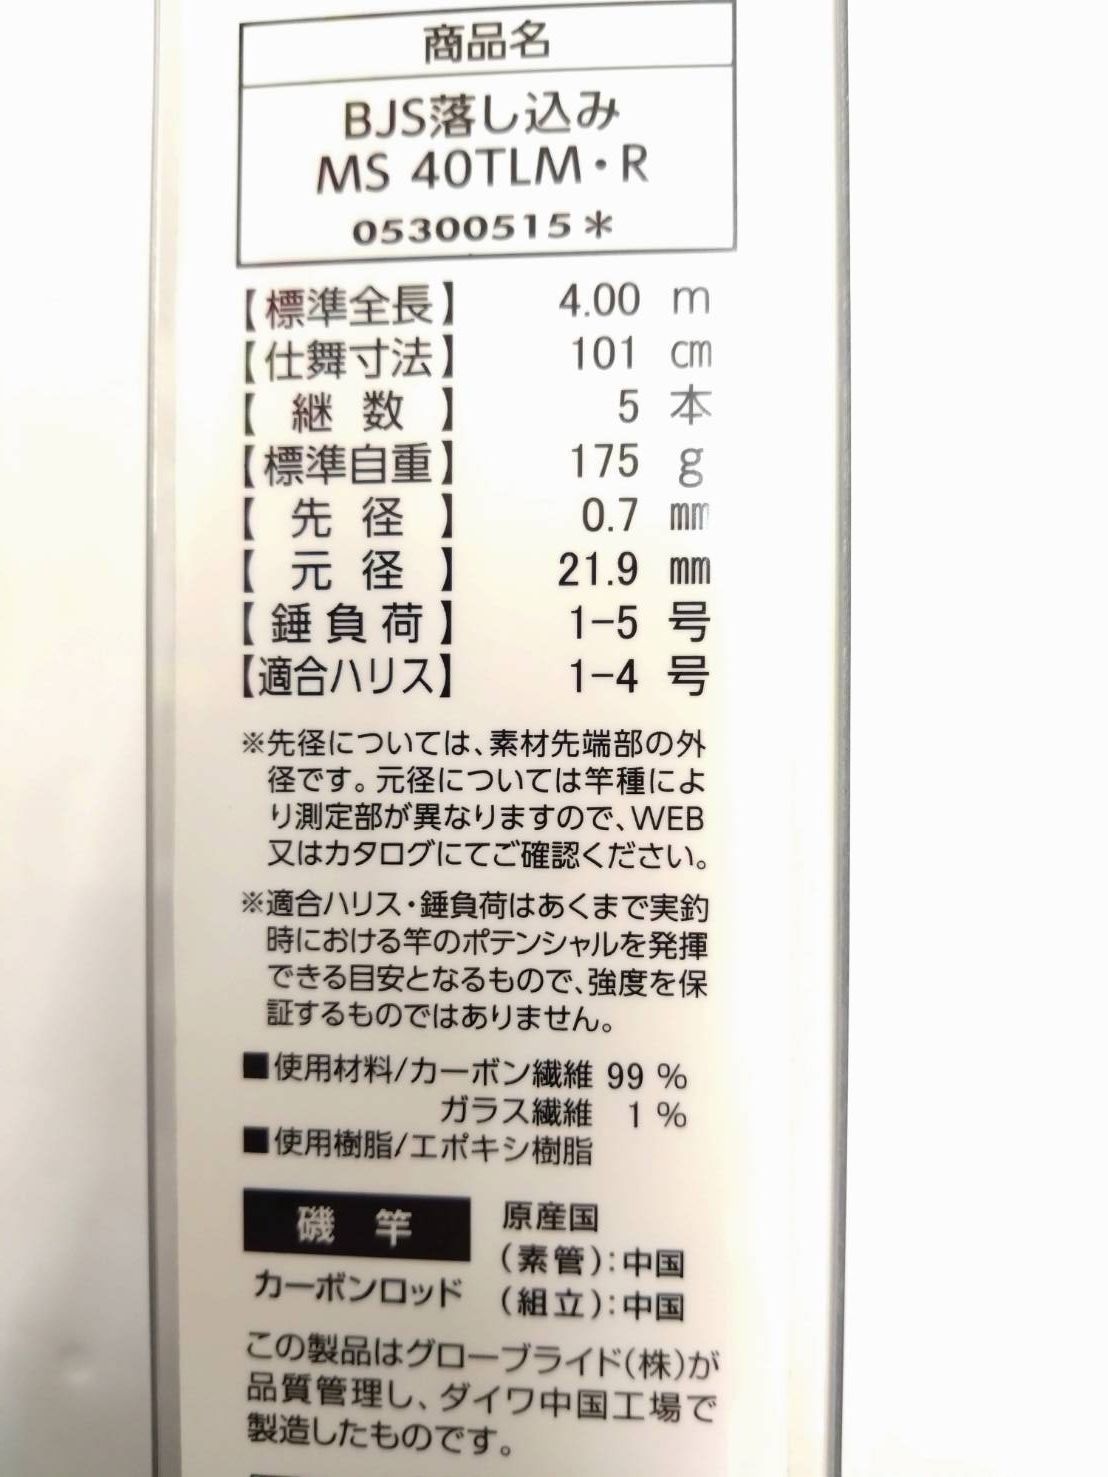 商品名
BJS落し込み
MS 40TLM・R
05300515＊
【標準全長】 4.00 m
【仕舞寸法】 101 cm
【継数】 5 本
【標準自重】 175 g
【先径】 0.7 mm
【元径】 21.9 mm
【錘負荷】 1-5 号
【適合ハリス】 1-4 号
※先径については、素材先端部の外
径です。元径については竿種によ
り測定部が異なりますので、WEB
又はカタログにてご確認ください。
※適合ハリス・錘負荷はあくまで実釣
時における竿のポテンシャルを発揮
できる目安となるもので、強度を保
証するものではありません。
■使用材料/カーボン繊維 99 %
ガラス繊維 1 %
■使用樹脂/エポキシ樹脂
磯竿
カーボンロッド
原産国
(素管):中国
(組立):中国
この製品はグローブライド(株)が
品質管理し、ダイワ中国工場で
製造したものです。